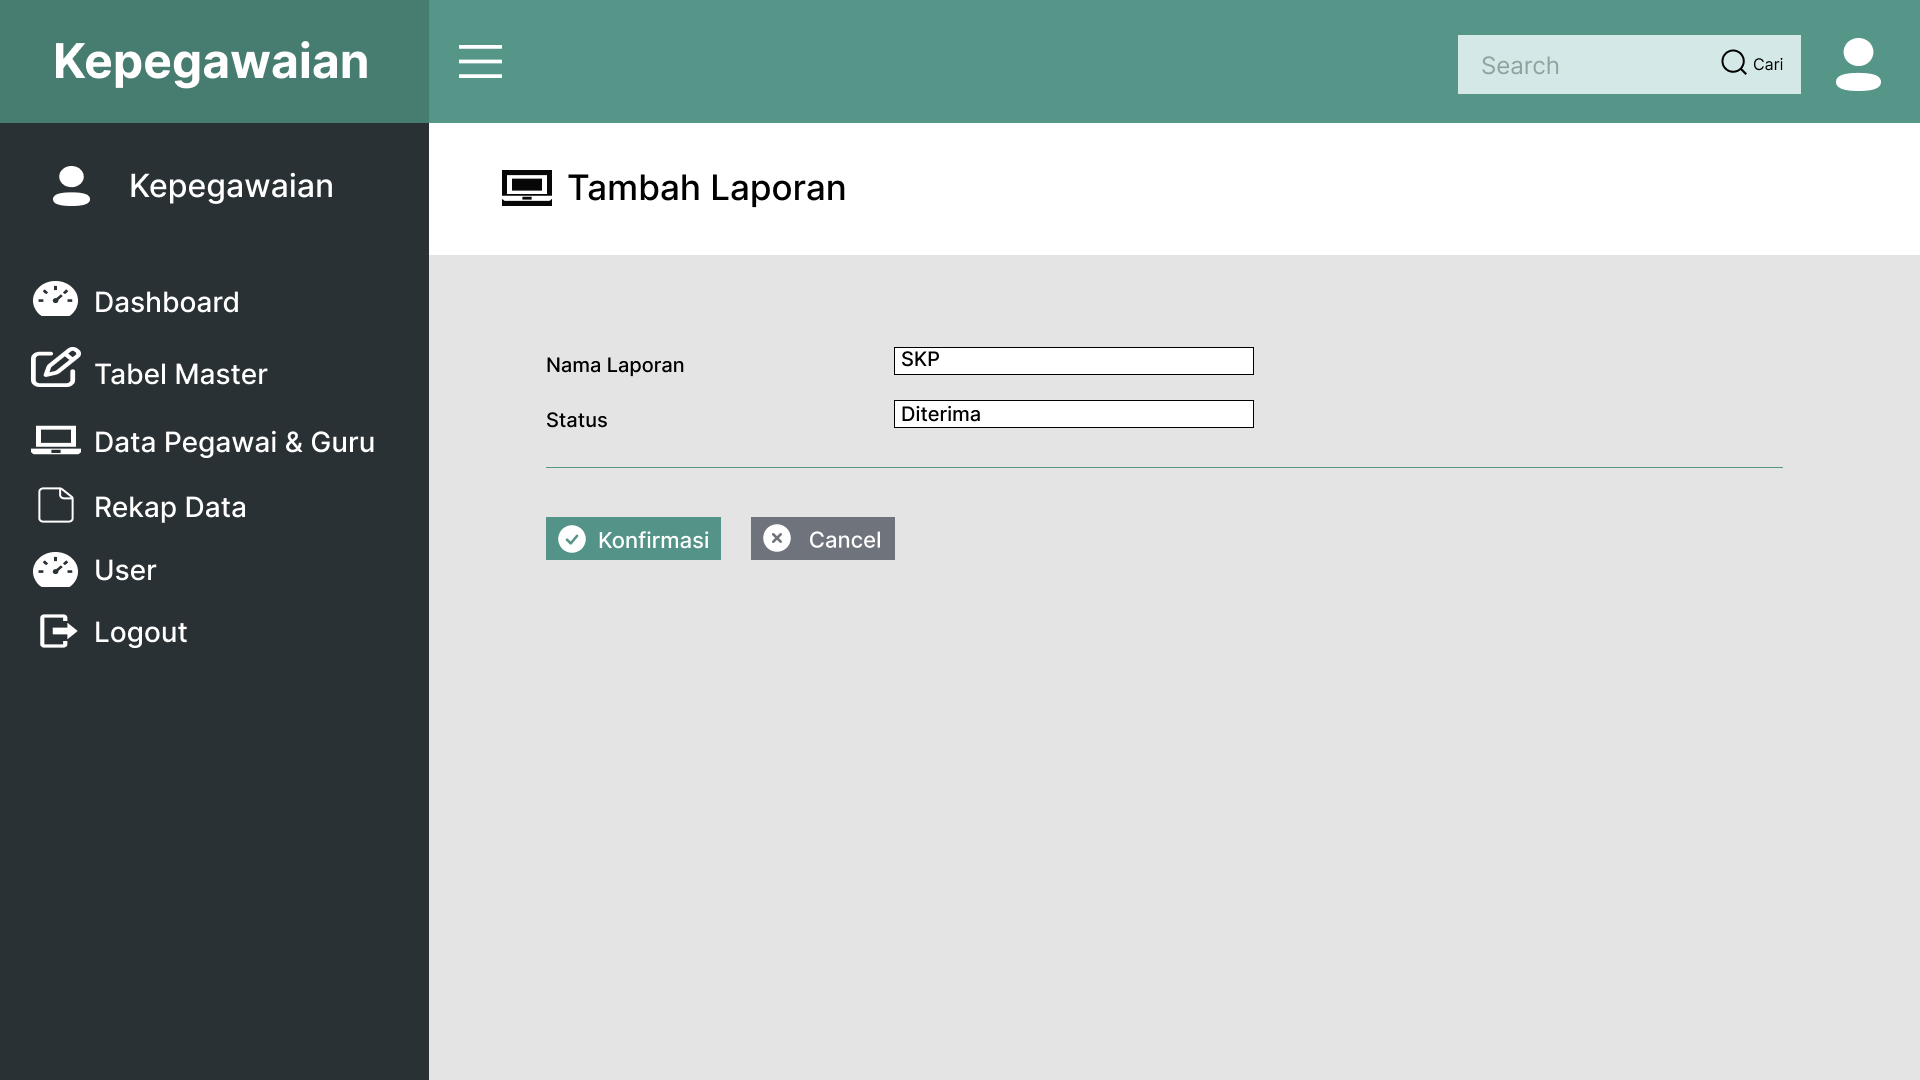 Kepegawaian
Search
Cari
Kepegawaian
Tambah Laporan
Dashboard
Tabel Master
Data Pegawai & Guru
Rekap Data
User
Logout
Nama Laporan
SKP
Status
Diterima
Konfirmasi
Cancel